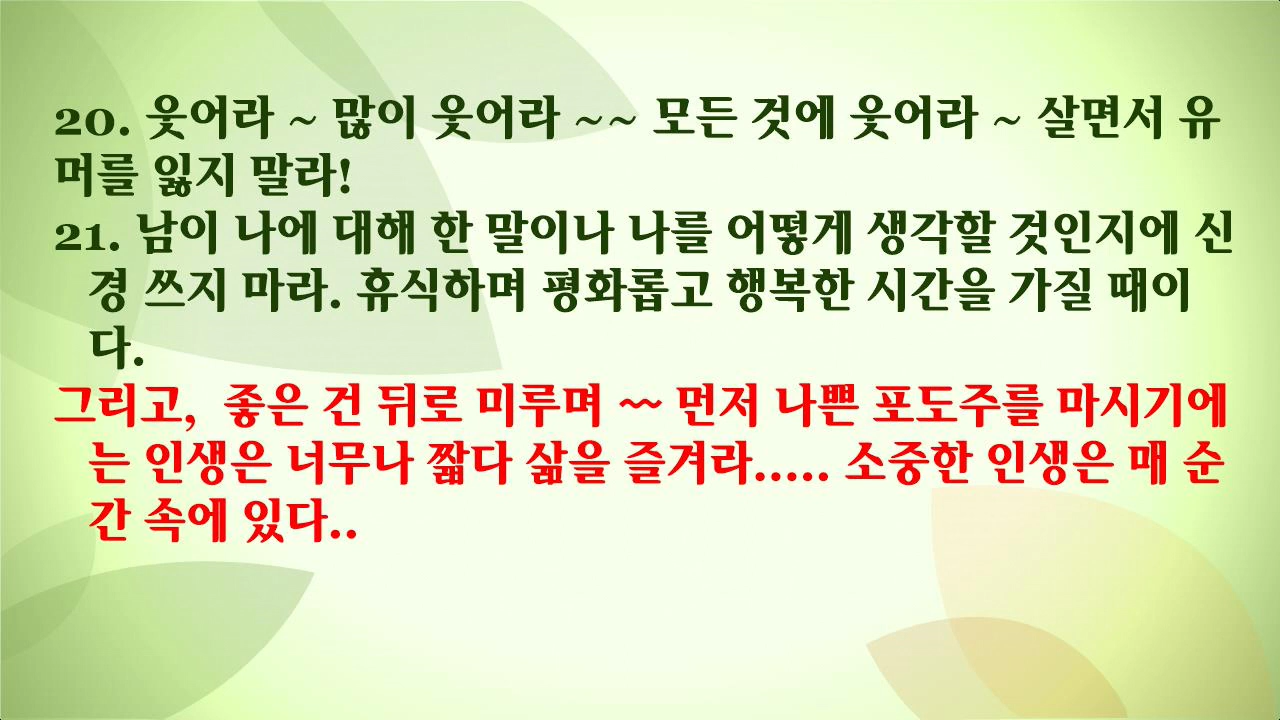 20. 웃어라 ~ 많이 웃어라 ~~ 모든 것에 웃어라 ~ 살면서 유
머를 잃지 말라!
21. 남이 나에 대해 한 말이나 나를 어떻게 생각할 것인지에 신
경 쓰지 마라. 휴식하며 평화롭고 행복한 시간을 가질 때이
다.
그리고, 좋은 건 뒤로 미루며 ~~ 먼저 나쁜 포도주를 마시기에
는 인생은 너무나 짧다 삶을 즐겨라..... 소중한 인생은 매 순
간 속에 있다..